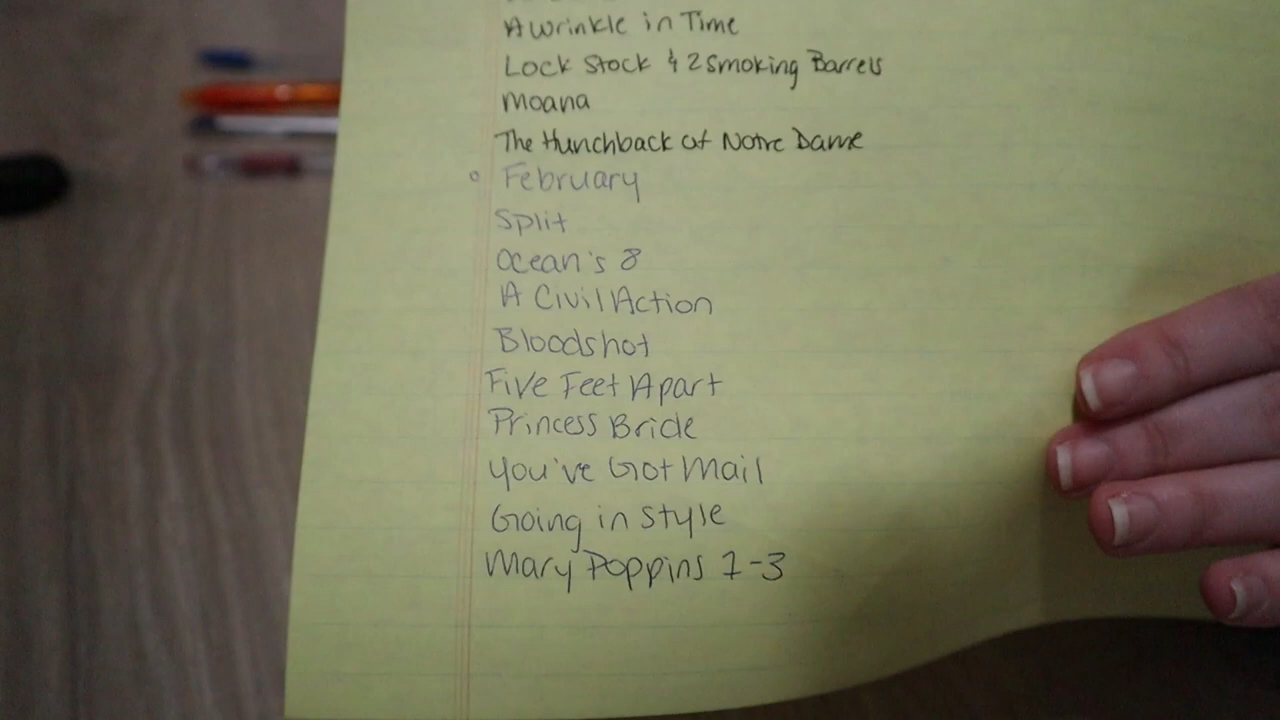 A Wrinkle in Time
Lock Stock & 2 Smoking Barrels
Moana
The Hunchback of Notre Dame
February
Split
Ocean's 8
A Civil Action
Bloodshot
Five Feet Apart
Princess Bride
You've Got Mail
Going in Style
Mary Poppins 1-3